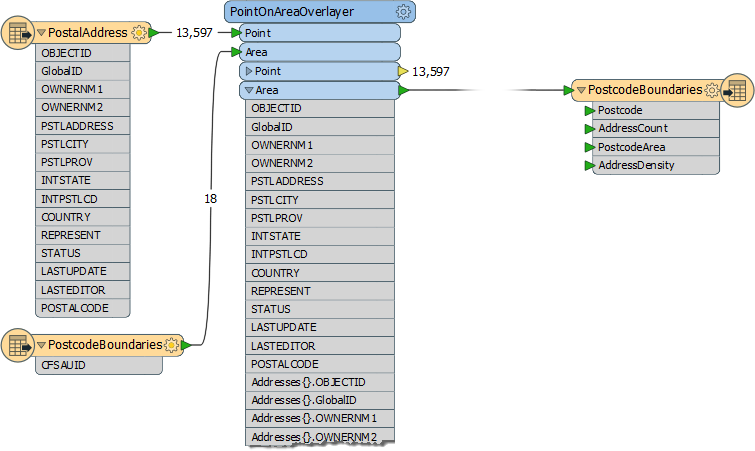 PostalAddress
OBJECTID
GlobalID
OWNERNM1
OWNERNM2
PSTLADDRESS
PSTLCITY
PSTLPROV
INTSTATE
INTPSTLCD
COUNTRY
REPRESENT
STATUS
LASTUPDATE
LASTEDITOR
POSTALCODE
PostcodeBoundaries
CFSAUID
13,597
18
PointOnAreaOverlayer
Point
Area
Point
13,597
Area
OBJECTID
GlobalID
OWNERNM1
OWNERNM2
PSTLADDRESS
PSTLCITY
PSTLPROV
INTSTATE
INTPSTLCD
COUNTRY
REPRESENT
STATUS
LASTUPDATE
LASTEDITOR
POSTALCODE
Addresses{}.OBJECTID
Addresses{}.GlobalID
Addresses{}.OWNERNM1
Addresses{}.OWNERNM2
PostcodeBoundaries
Postcode
AddressCount
PostcodeArea
AddressDensity